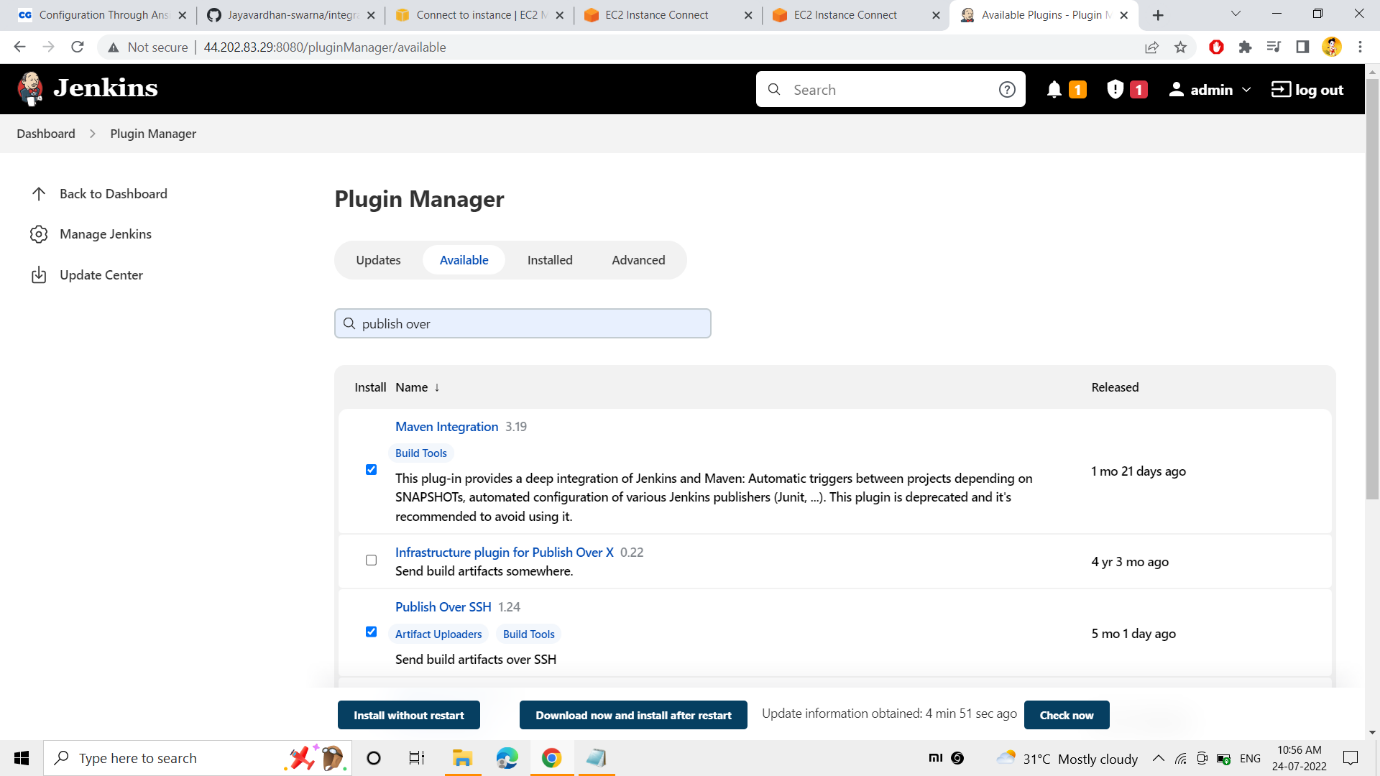 Configuration Through Ans
Jayavardhan-swarna/integra
Connect to instance | EC2 M
EC2 Instance Connect
EC2 Instance Connect
Available Plugins - Plugin M
Not secure
44.202.83.29:8080/pluginManager/available
Jenkins
Search
1
1
admin
log out
Dashboard
Plugin Manager
Back to Dashboard
Manage Jenkins
Update Center
Plugin Manager
Updates
Available
Installed
Advanced
publish over
Install Name ↓ Released
Maven Integration 3.19
Build Tools
This plug-in provides a deep integration of Jenkins and Maven: Automatic triggers between projects depending on
SNAPSHOTs, automated configuration of various Jenkins publishers (Junit, ...). This plugin is deprecated and it's
recommended to avoid using it.
1 mo 21 days ago
Infrastructure plugin for Publish Over X 0.22
Send build artifacts somewhere.
4 yr 3 mo ago
Publish Over SSH 1.24
Artifact Uploaders Build Tools
Send build artifacts over SSH
5 mo 1 day ago
Install without restart
Download now and install after restart
Update information obtained: 4 min 51 sec ago
Check now
Type here to search
31°C Mostly cloudy
ENG
10:56 AM
24-07-2022